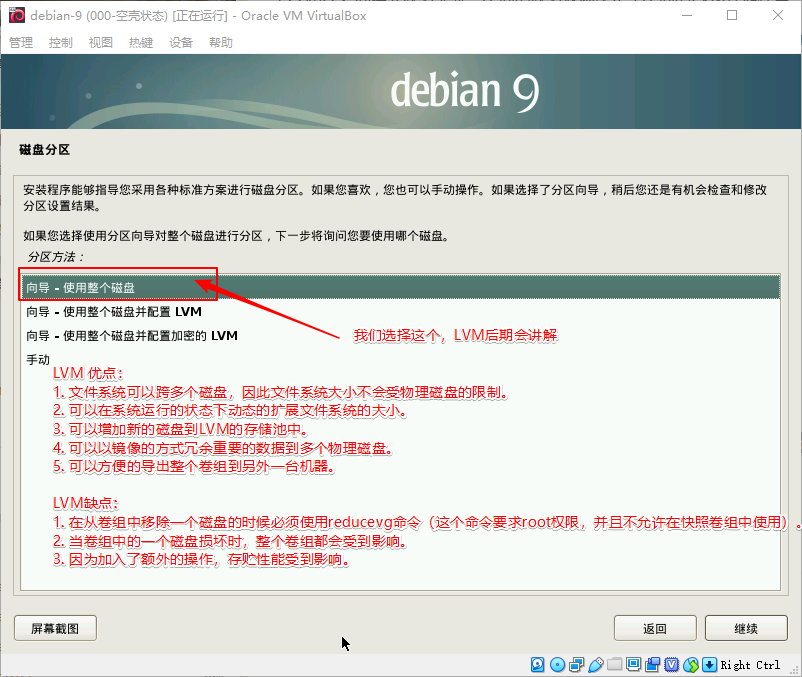 debian-9 (000-空壳状态) [正在运行] - Oracle VM VirtualBox
管理 控制 视图 热键 设备 帮助
debian 9
磁盘分区
安装程序能够指导您采用各种标准方案进行磁盘分区。如果您喜欢，您也可以手动操作。如果选择了分区向导，稍后您还是有机会检查和修改
分区设置结果。
如果您选择使用分区向导对整个磁盘进行分区，下一步将询问您要使用哪个磁盘。
分区方法：
向导 - 使用整个磁盘
向导 - 使用整个磁盘并配置 LVM
向导 - 使用整个磁盘并配置加密的 LVM
我们选择这个，LVM后期会讲解
手动
LVM 优点：
1. 文件系统可以跨多个磁盘，因此文件系统大小不会受物理磁盘的限制。
2. 可以在系统运行的状态下动态的扩展文件系统的大小。
3. 可以增加新的磁盘到LVM的存储池中。
4. 可以以镜像的方式冗余重要的数据到多个物理磁盘。
5. 可以方便的导出整个卷组到另外一台机器。
LVM缺点：
1. 在从卷组中移除一个磁盘的时候必须使用reducevg命令（这个命令要求root权限，并且不允许在快照卷组中使用）。
2. 当卷组中的一个磁盘损坏时，整个卷组都会受到影响。
3. 因为加入了额外的操作，存贮性能受到影响。
屏幕截图 返回 继续
Right Ctrl